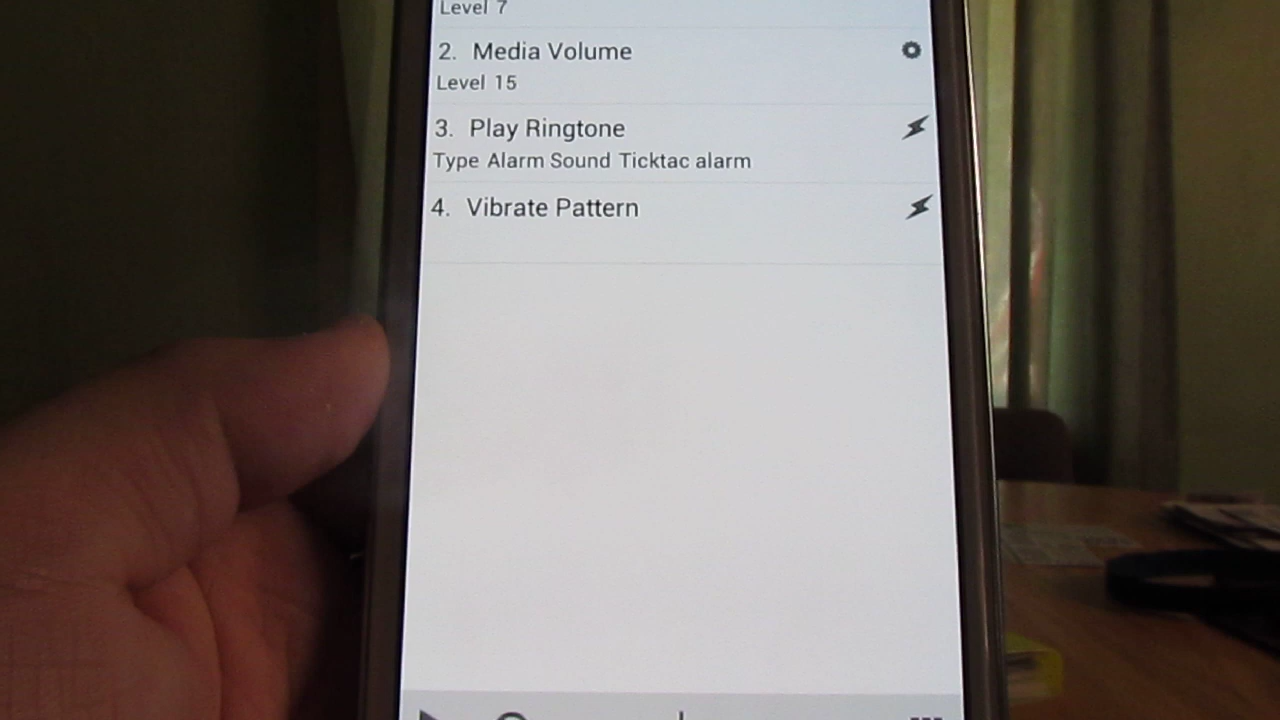 Level 7
2. Media Volume
Level 15
3. Play Ringtone
Type Alarm Sound Ticktac alarm
4. Vibrate Pattern